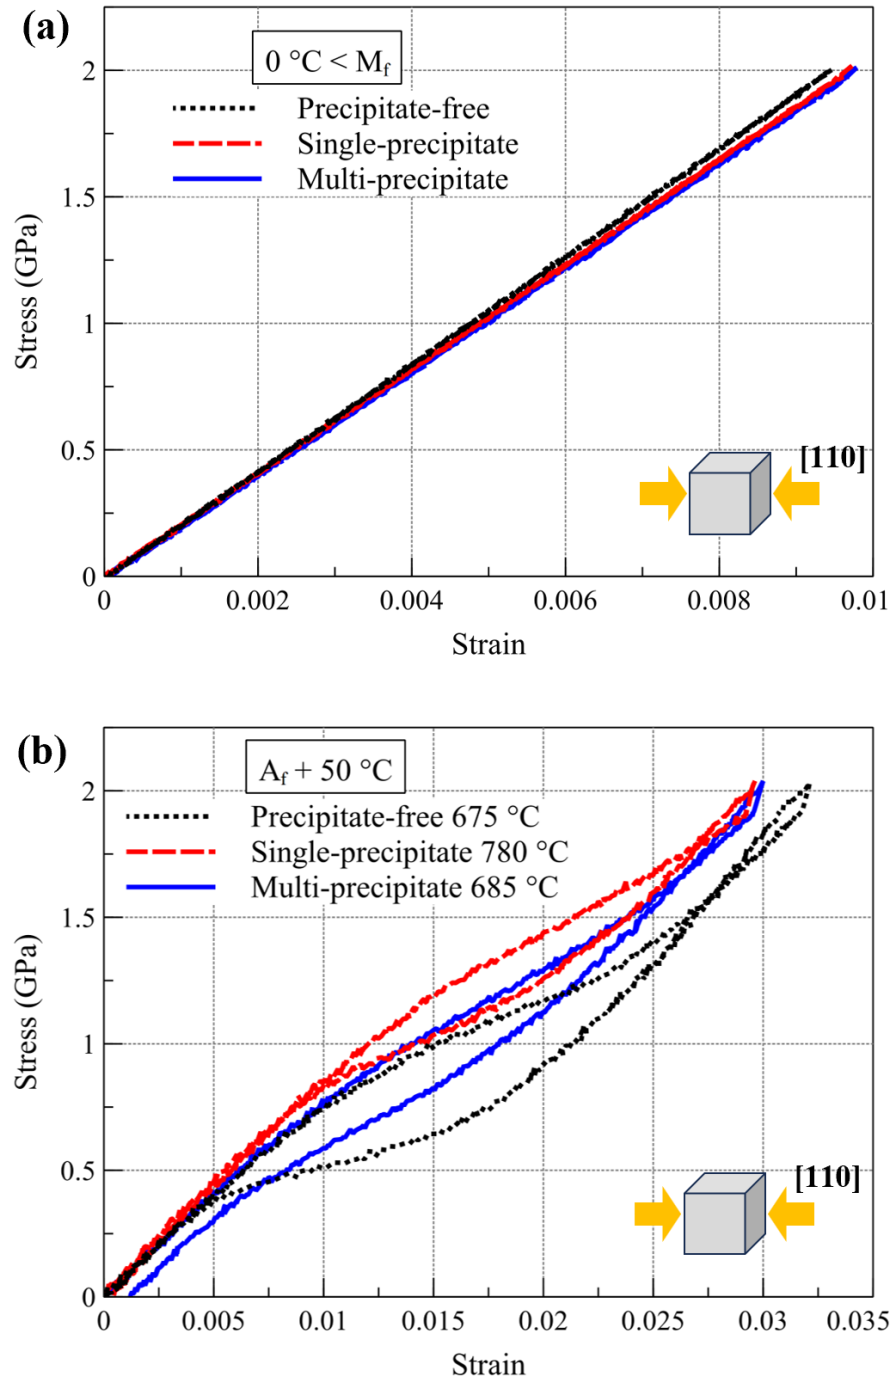 (a)
0 °C < Mf
Precipitate-free
Single-precipitate
Multi-precipitate
2
1.5
1
0.5
0
Stress (GPa)
[110]
0 0.002 0.004 0.006 0.008 0.01
Strain
(b)
Af + 50 °C
Precipitate-free 675 °C
Single-precipitate 780 °C
Multi-precipitate 685 °C
2
1.5
1
0.5
0
Stress (GPa)
[110]
0 0.005 0.01 0.015 0.02 0.025 0.03 0.035
Strain